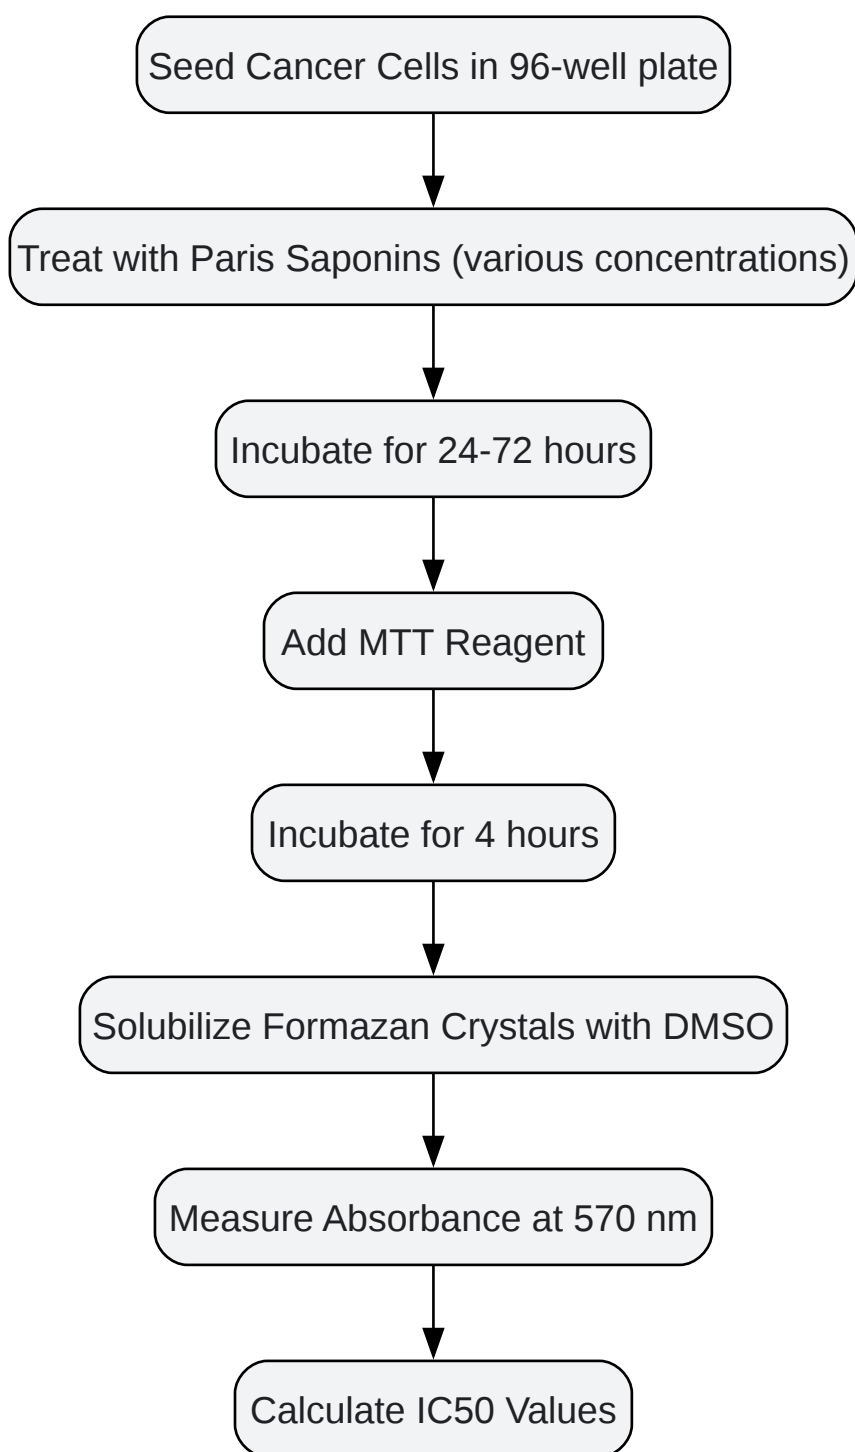 Seed Cancer Cells in 96-well plate
Treat with Paris Saponins (various concentrations)
Incubate for 24-72 hours
Add MTT Reagent
Incubate for 4 hours
Solubilize Formazan Crystals with DMSO
Measure Absorbance at 570 nm
Calculate IC50 Values